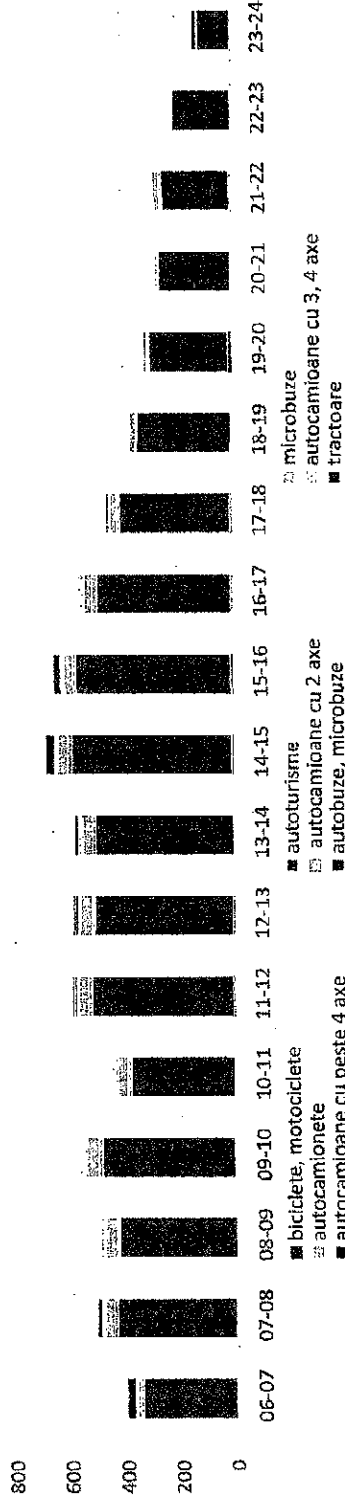 800
600
400
200
0
06-07 07-08 08-09 09-10 10-11 11-12 12-13 13-14 14-15 15-16 16-17 17-18 18-19 19-20 20-21 21-22 22-23 23-24
biciclete, motociclete autoturisme microbuze
autocamionete autocamioane cu 2 axe autocamioane cu 3, 4 axe
autocamioane cu peste 4 axe autobuze, microbuze tractoare